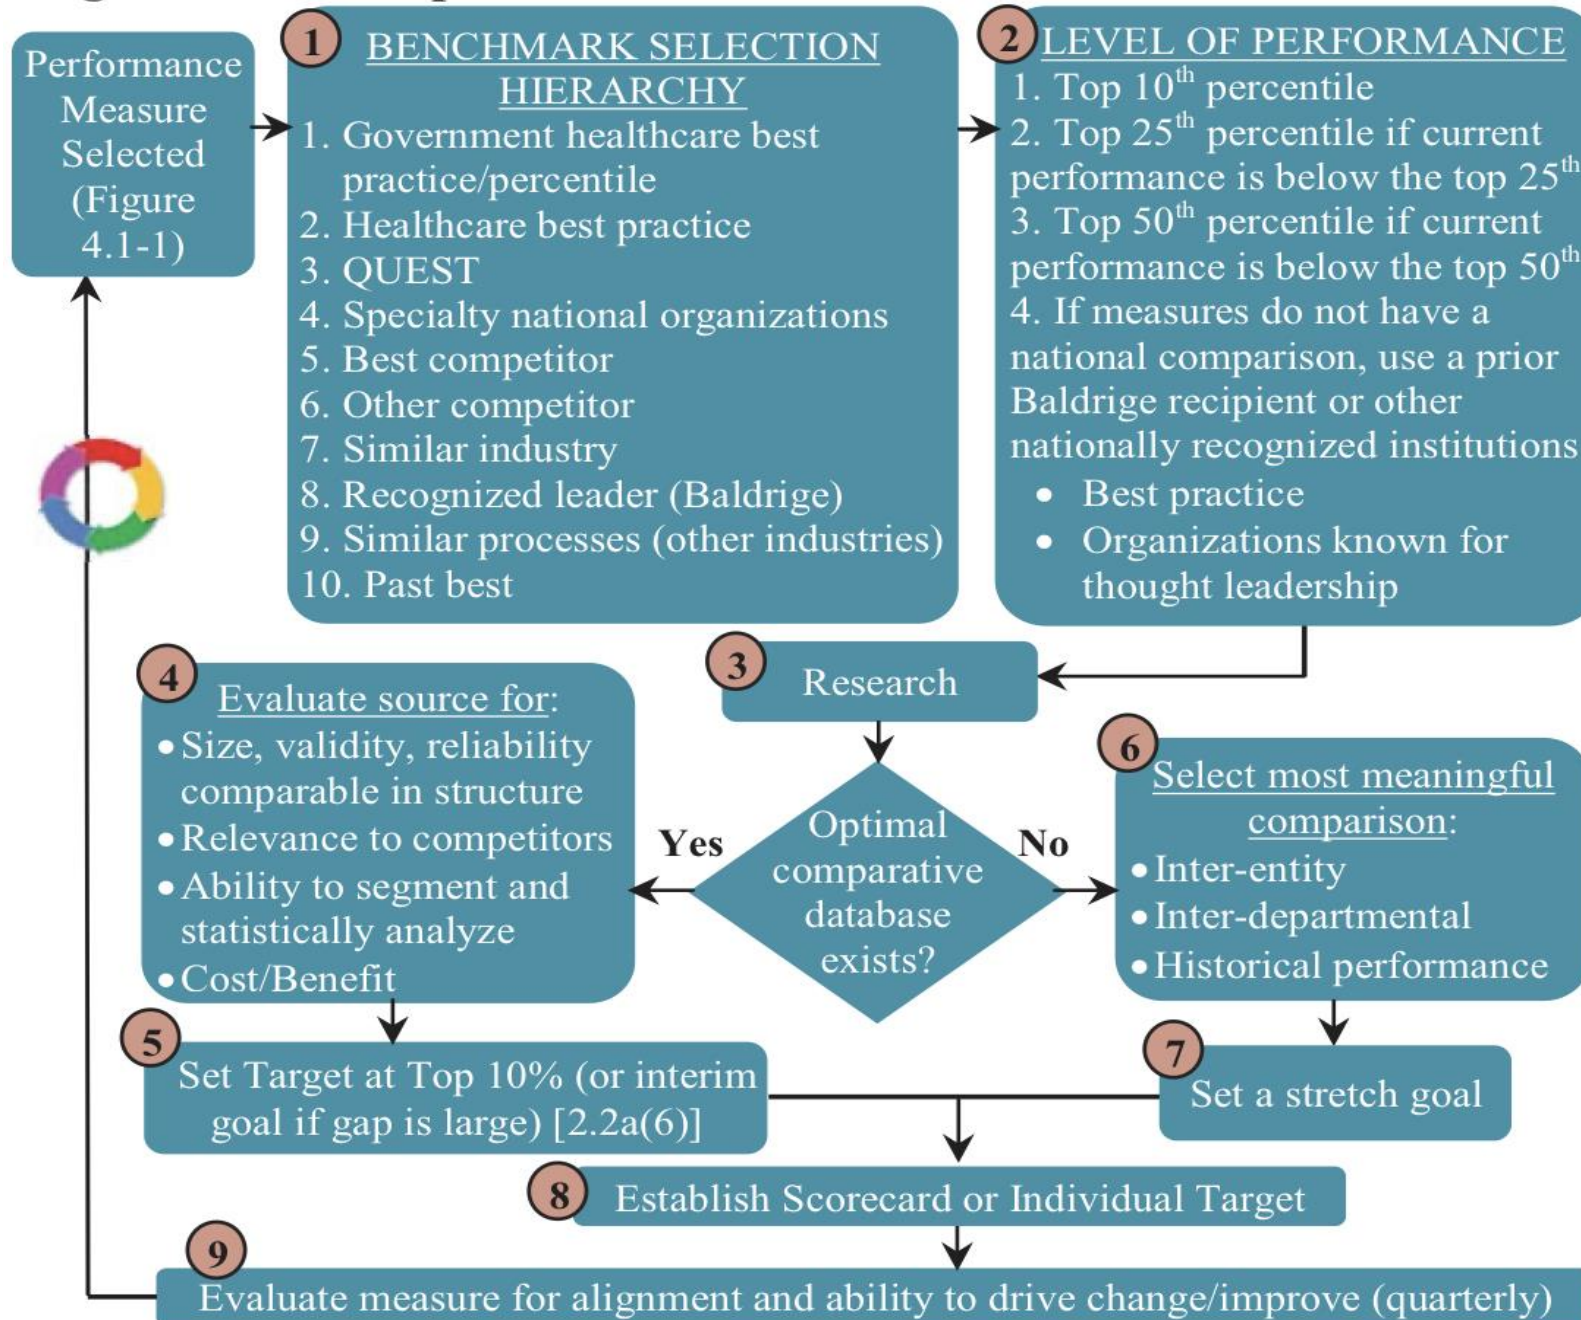 Performance
Measure
Selected
(Figure
4.1-1)
1
BENCHMARK SELECTION
HIERARCHY
1. Government healthcare best
practice/percentile
2. Healthcare best practice
3. QUEST
4. Specialty national organizations
5. Best competitor
6. Other competitor
7. Similar industry
8. Recognized leader (Baldrige)
9. Similar processes (other industries)
10. Past best
2
LEVEL OF PERFORMANCE
1. Top 10th percentile
2. Top 25th percentile if current
performance is below the top 25th
3. Top 50th percentile if current
performance is below the top 50th
4. If measures do not have a
national comparison, use a prior
Baldrige recipient or other
nationally recognized institutions
• Best practice
• Organizations known for
thought leadership
3
Research
Optimal
comparative
database
exists?
Yes
No
4
Evaluate source for:
• Size, validity, reliability
comparable in structure
• Relevance to competitors
• Ability to segment and
statistically analyze
• Cost/Benefit
5
Set Target at Top 10% (or interim
goal if gap is large) [2.2a(6)]
6
Select most meaningful
comparison:
• Inter-entity
• Inter-departmental
• Historical performance
7
Set a stretch goal
8
Establish Scorecard or Individual Target
9
Evaluate measure for alignment and ability to drive change/improve (quarterly)